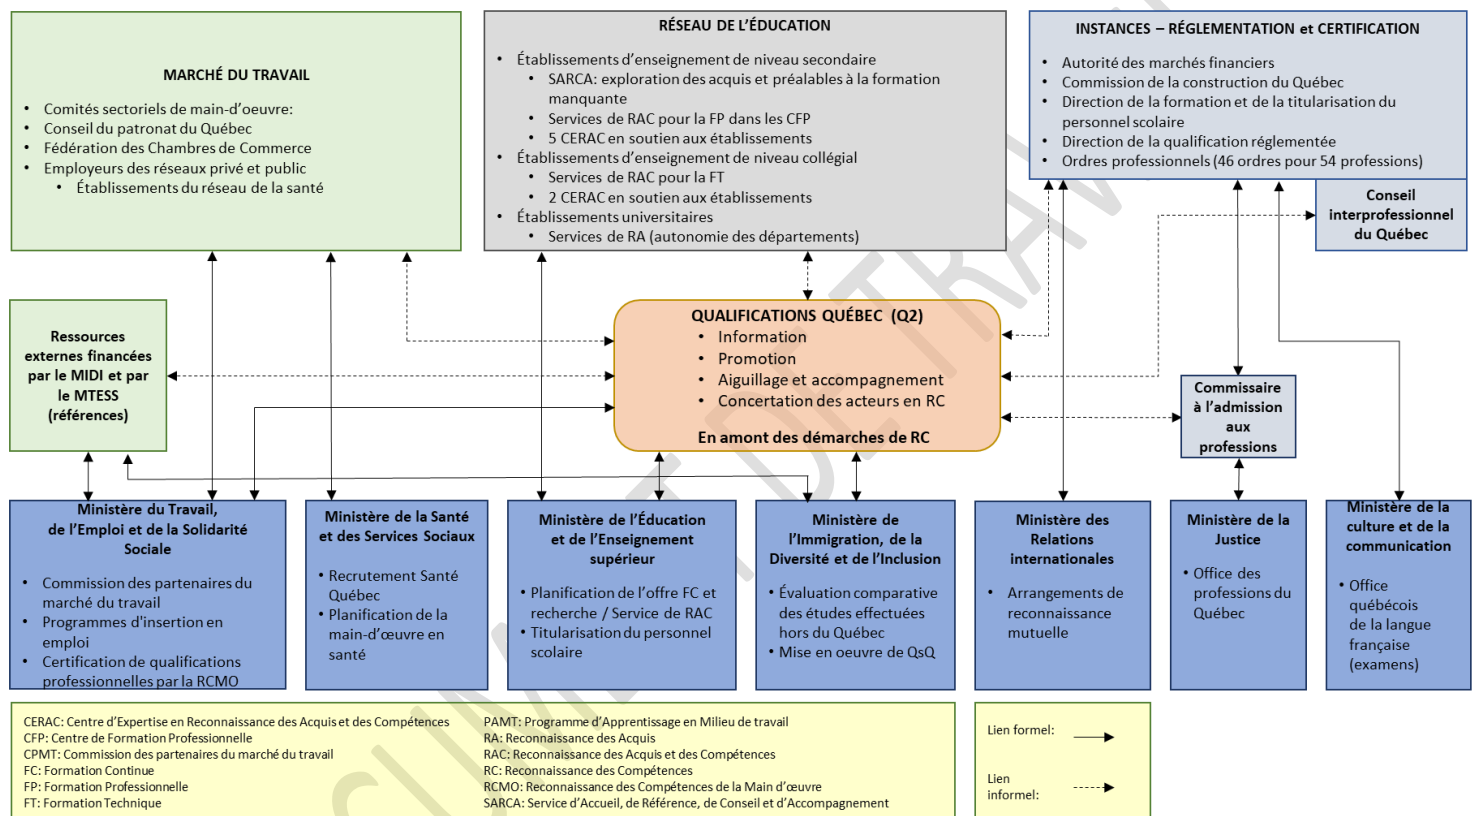 MARCHÉ DU TRAVAIL
• Comités sectoriels de main-d'oeuvre:
• Conseil du patronat du Québec
• Fédération des Chambres de Commerce
• Employeurs des réseaux privé et public
• Établissements du réseau de la santé
RÉSEAU DE L'ÉDUCATION
• Établissements d'enseignement de niveau secondaire
• SARCA: exploration des acquis et préalables à la formation
manquante
• Services de RAC pour la FP dans les CFP
• 5 CERAC en soutien aux établissements
• Établissements d'enseignement de niveau collégial
• Services de RAC pour la FT
• 2 CERAC en soutien aux établissements
• Établissements universitaires
• Services de RA (autonomie des départements)
INSTANCES – RÉGLEMENTATION et CERTIFICATION
• Autorité des marchés financiers
• Commission de la construction du Québec
• Direction de la formation et de la titularisation du
personnel scolaire
• Direction de la qualification réglementée
• Ordres professionnels (46 ordres pour 54 professions)
Conseil
interprofessionnel
du Québec
Ressources
externes financées
par le MIDI et par
le MTESS
(références)
QUALIFICATIONS QUÉBEC (Q2)
• Information
• Promotion
• Aiguillage et accompagnement
• Concertation des acteurs en RC
En amont des démarches de RC
Commissaire
à l'admission
aux
professions
Ministère du Travail,
de l'Emploi et de la Solidarité
Sociale
• Commission des partenaires du
marché du travail
• Programmes d'insertion en
emploi
• Certification de qualifications
professionnelles par la RCMO
Ministère de la Santé
et des Services Sociaux
• Recrutement Santé
Québec
• Planification de la
main-d'œuvre en
santé
Ministère de l'Éducation
et de l'Enseignement
supérieur
• Planification de l'offre FC et
recherche / Service de RAC
• Titularisation du personnel
scolaire
Ministère de
l'Immigration, de la
Diversité et de l'Inclusion
• Évaluation comparative
des études effectuées
hors du Québec
• Mise en oeuvre de QsQ
Ministère des
Relations
internationales
• Arrangements de
reconnaissance
mutuelle
Ministère de la
Justice
• Office des
professions du
Québec
Ministère de la
culture et de la
communication
• Office
québécois
de la langue
française
(examens)
CERAC: Centre d'Expertise en Reconnaissance des Acquis et des Compétences
CFP: Centre de Formation Professionnelle
CPMT: Commission des partenaires du marché du travail
FC: Formation Continue
FP: Formation Professionnelle
FT: Formation Technique
PAMT: Programme d'Apprentissage en Milieu de travail
RA: Reconnaissance des Acquis
RAC: Reconnaissance des Acquis et des Compétences
RC: Reconnaissance des Compétences
RCMO: Reconnaissance des Compétences de la Main d'œuvre
SARCA: Service d'Accueil, de Référence, de Conseil et d'Accompagnement
Lien formel:
Lien
informel: